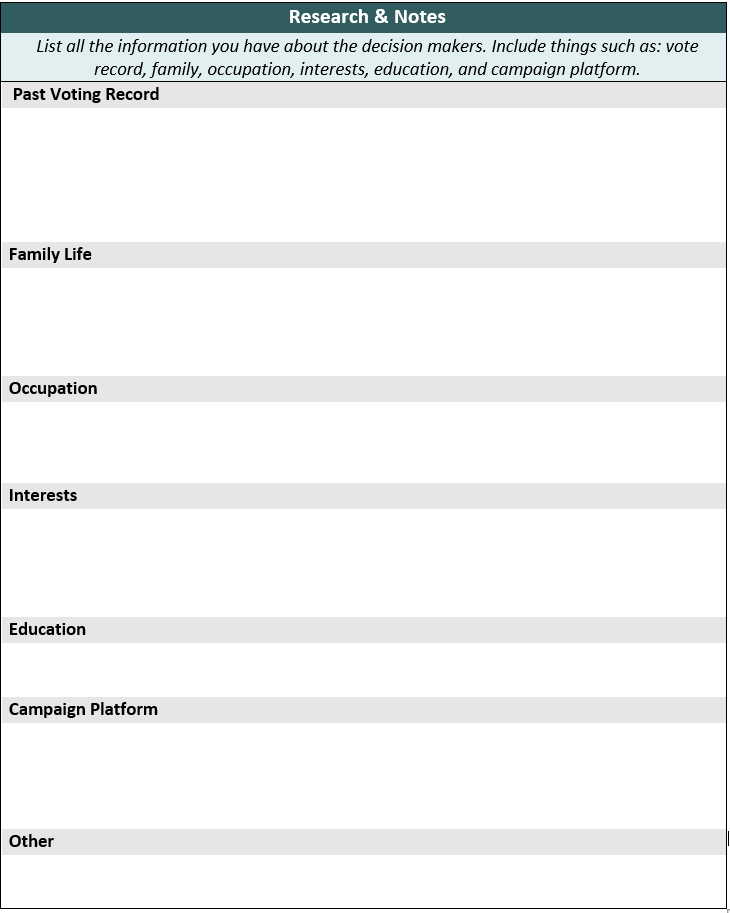 Research & Notes
List all the information you have about the decision makers. Include things such as: vote
record, family, occupation, interests, education, and campaign platform.
Past Voting Record
Family Life
Occupation
Interests
Education
Campaign Platform
Other